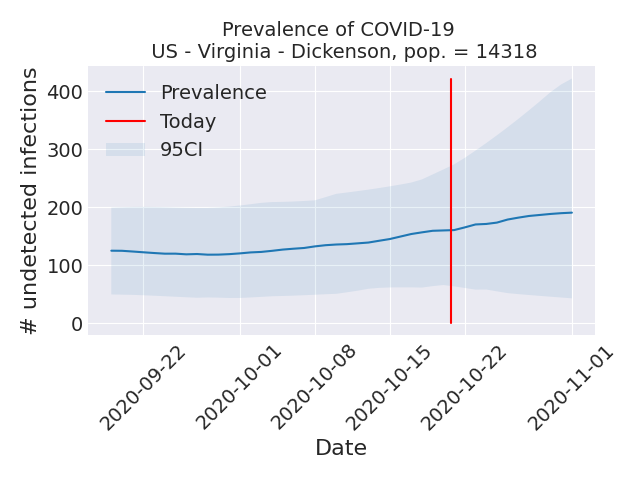 Prevalence of COVID-19
US - Virginia - Dickenson, pop. = 14318
# undetected infections
400
300
200
100
0
Prevalence
Today
95CI
2020-09-22
2020-10-01
2020-10-08
2020-10-15
2020-10-22
2020-11-01
Date